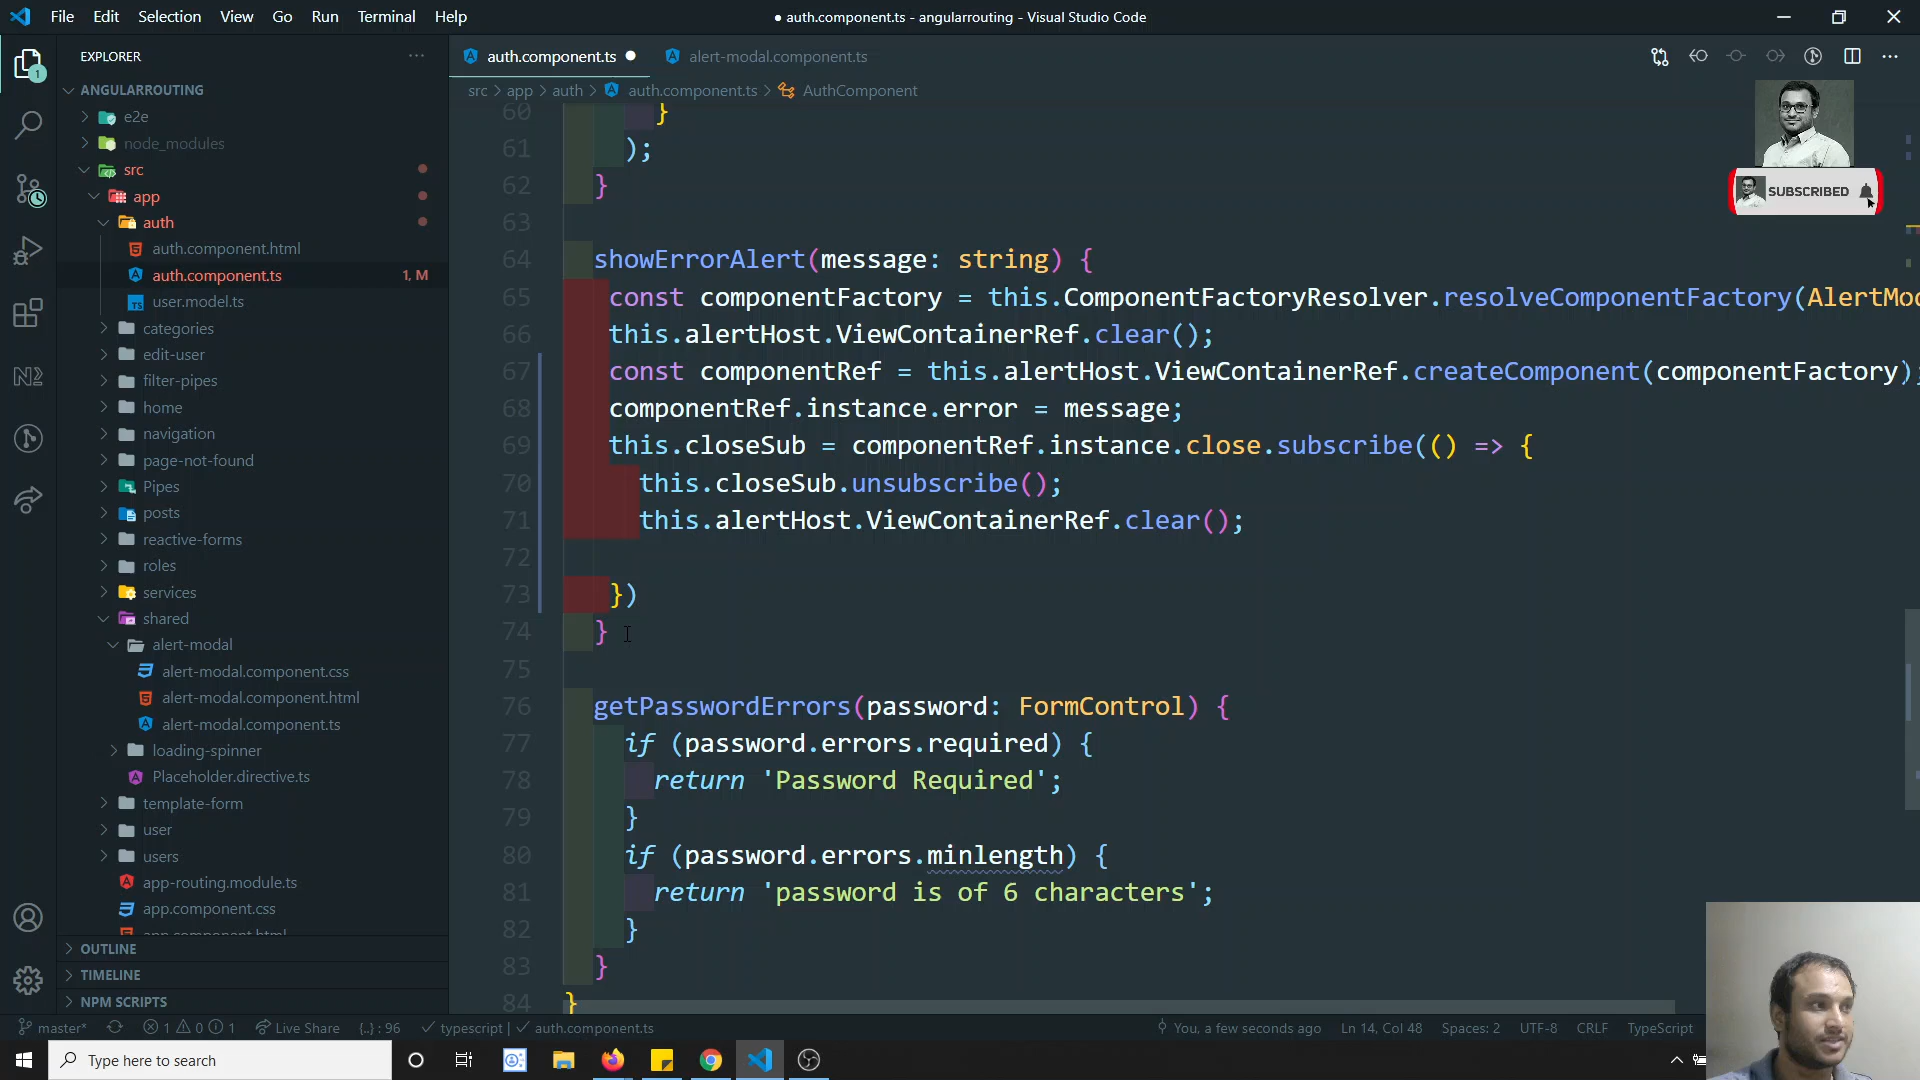 File Edit Selection View Go Run Terminal Help
● auth.component.ts - angularrouting - Visual Studio Code
EXPLORER
auth.component.ts ●
alert-modal.component.ts
ANGULARROUTING
src > app > auth > auth.component.ts > AuthComponent
e2e
node_modules
src
app
auth
auth.component.html
auth.component.ts 1, M
user.model.ts
categories
edit-user
filter-pipes
home
navigation
page-not-found
Pipes
posts
reactive-forms
roles
services
shared
alert-modal
alert-modal.component.css
alert-modal.component.html
alert-modal.component.ts
loading-spinner
Placeholder.directive.ts
template-form
user
users
app-routing.module.ts
app.component.css
app.component.html
OUTLINE
TIMELINE
NPM SCRIPTS
60 }
61 );
62 }
63
64 showErrorAlert(message: string) {
65 const componentFactory = this.ComponentFactoryResolver.resolveComponentFactory(AlertMod
66 this.alertHost.ViewContainerRef.clear();
67 const componentRef = this.alertHost.ViewContainerRef.createComponent(componentFactory);
68 componentRef.instance.error = message;
69 this.closeSub = componentRef.instance.close.subscribe(() => {
70 this.closeSub.unsubscribe();
71 this.alertHost.ViewContainerRef.clear();
72
73 })
74 }
75
76 getPasswordErrors(password: FormControl) {
77 if (password.errors.required) {
78 return 'Password Required';
79 }
80 if (password.errors.minlength) {
81 return 'password is of 6 characters';
82 }
83 }
84 }
SUBSCRIBED
master* 1 0 1 Live Share {..} : 96 typescript | auth.component.ts You, a few seconds ago Ln 14, Col 48 Spaces: 2 UTF-8 CRLF TypeScript
Type here to search